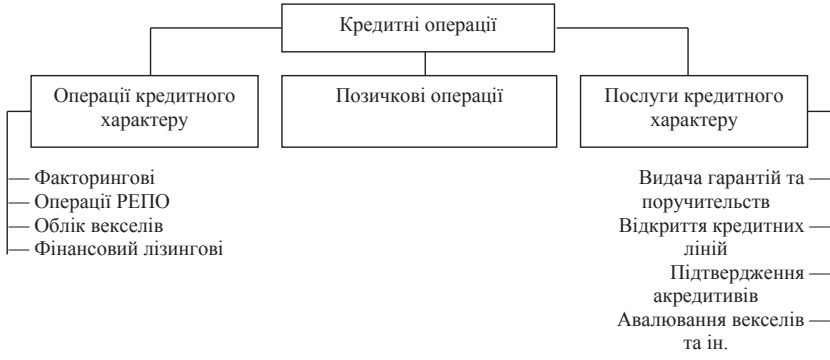 Кредитні операції
Операції кредитного
характеру
Позичкові операції
Послуги кредитного
характеру
Факторингові
Операції РЕПО
Облік векселів
Фінансовий лізингові
Видача гарантій та
поручительств
Відкриття кредитних
ліній
Підтвердження
акредитивів
Авалювання векселів
та ін.